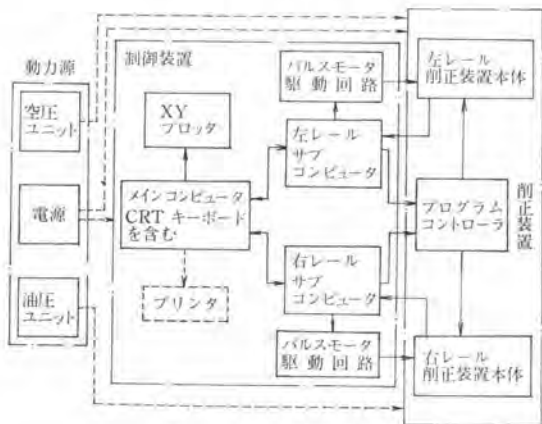 動力源
空圧
ユニット
電源
油圧
ユニット
制御装置
XY
プロッタ
メインコンピュータ
CRT キーボード
を含む
プリンタ
パルスモータ
駆動回路
左レール
サブ
コンピュータ
右レール
サブ
コンピュータ
パルスモータ
駆動回路
左レール
削正装置本体
プログラム
コントローラ
削正装置
右レール
削正装置本体